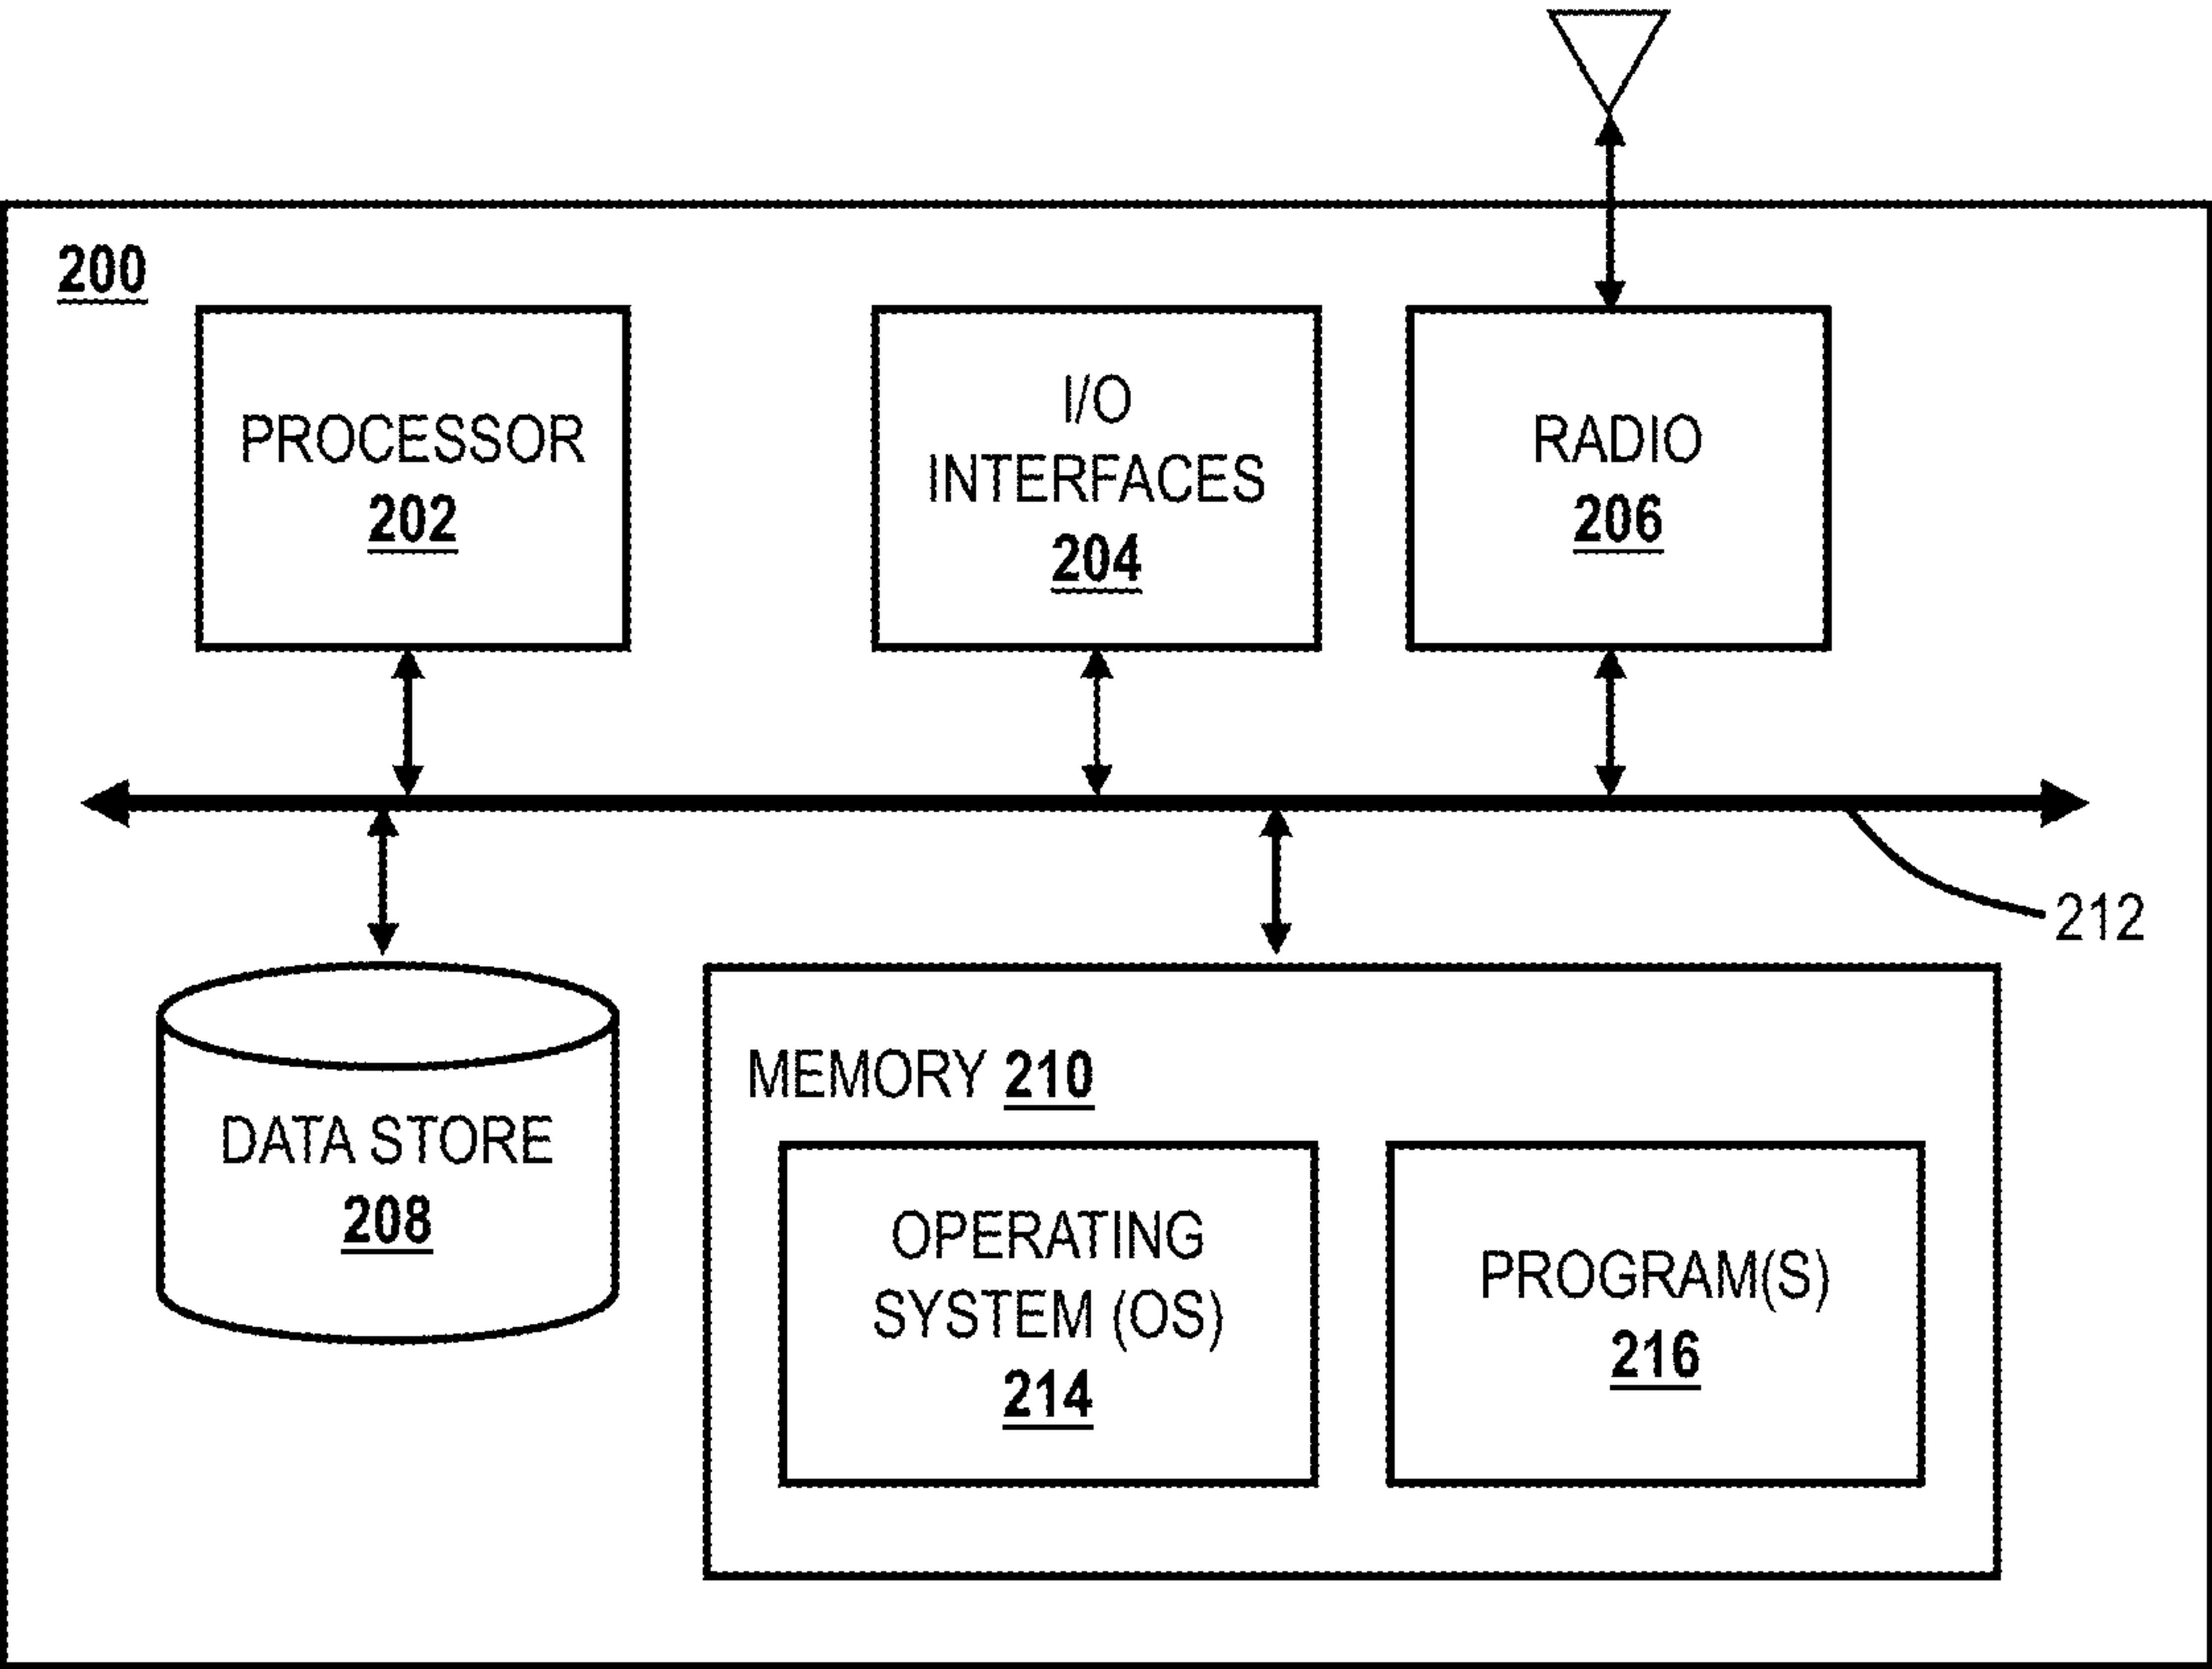 200
PROCESSOR
202
I/O
INTERFACES
204
RADIO
206
212
DATA STORE
208
MEMORY 210
OPERATING
SYSTEM (OS)
214
PROGRAM(S)
216